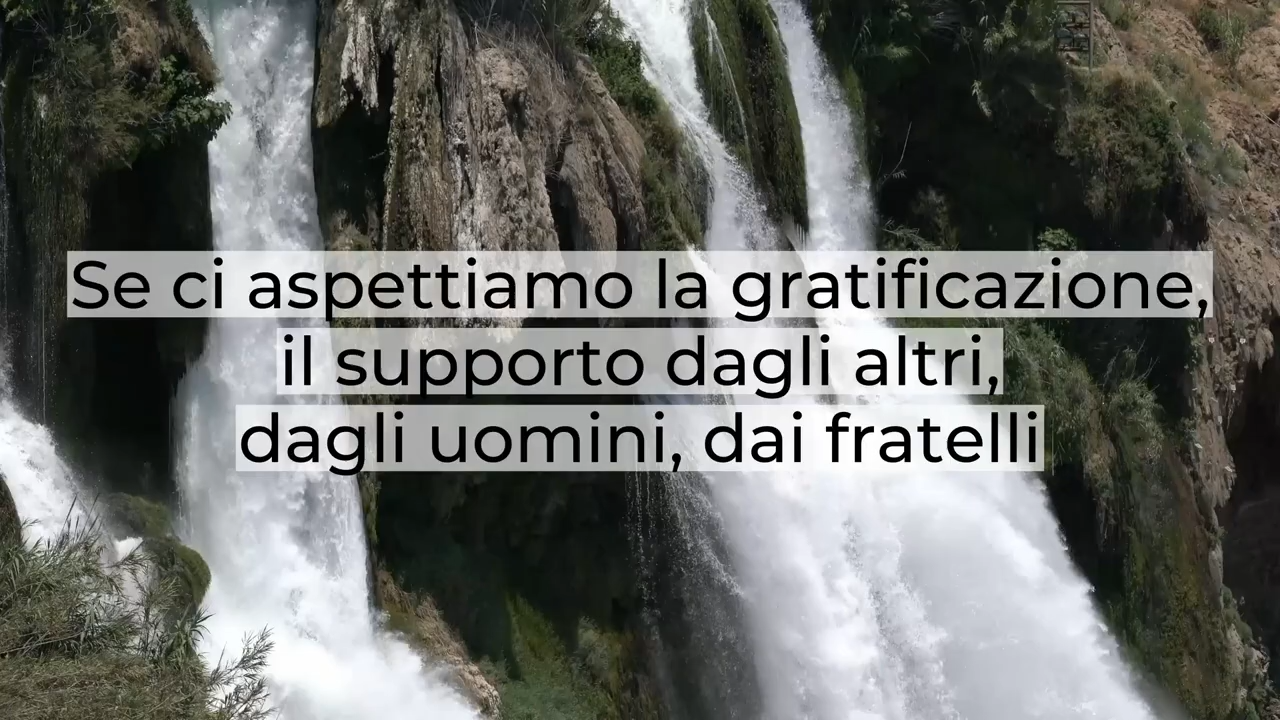 Se ci aspettiamo la gratificazione,
il supporto dagli altri,
dagli uomini, dai fratelli